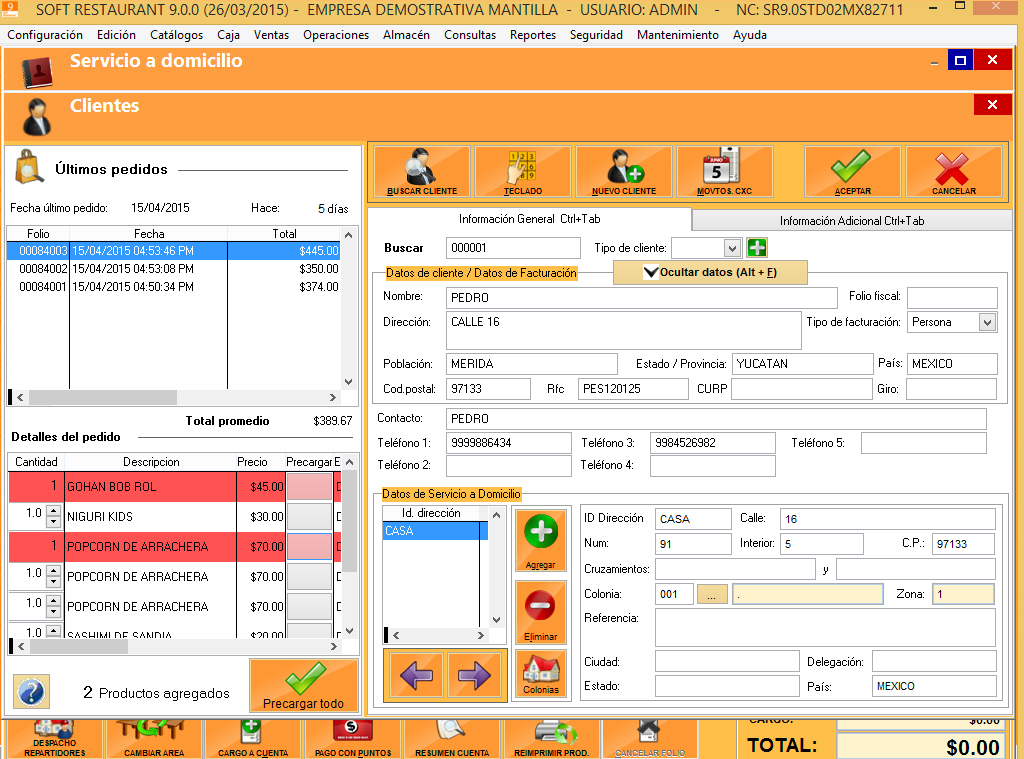 SOFT RESTAURANT 9.0.0 (26/03/2015) - EMPRESA DEMOSTRATIVA MANTILLA - USUARIO: ADMIN - NC: SR9.0STD02MX82711
Configuración Edición Catálogos Caja Ventas Operaciones Almacén Consultas Reportes Seguridad Mantenimiento Ayuda
Servicio a domicilio
Clientes
Últimos pedidos
Fecha último pedido: 15/04/2015 Hace: 5 días
Folio Fecha Total
00084003 15/04/2015 04:53:46 PM $445.00
00084002 15/04/2015 04:53:08 PM $350.00
00084001 15/04/2015 04:50:34 PM $374.00
Total promedio $389.67
Detalles del pedido
Cantidad Descripcion Precio Precargar E
1 GOHAN BOB ROL $45.00
1.0 NIGURI KIDS $30.00
1 POPCORN DE ARRACHERA $70.00
1.0 POPCORN DE ARRACHERA $70.00
1.0 POPCORN DE ARRACHERA $70.00
1.0 SASHIMI DE SANDIA $20.00
2 Productos agregados
Precargar todo
BUSCAR CLIENTE TECLADO NUEVO CLIENTE MOVTOS. CXC ACEPTAR CANCELAR
Información General Ctrl+Tab Información Adicional Ctrl+Tab
Buscar 000001 Tipo de cliente:
Datos de cliente / Datos de Facturación Ocultar datos (Alt + F)
Nombre: PEDRO Folio fiscal:
Dirección: CALLE 16 Tipo de facturación: Persona
Población: MERIDA Estado / Provincia: YUCATAN País: MEXICO
Cod.postal: 97133 Rfc PES120125 CURP Giro:
Contacto: PEDRO
Teléfono 1: 9999886434 Teléfono 3: 9984526982 Teléfono 5:
Teléfono 2: Teléfono 4:
Datos de Servicio a Domicilio
Id. dirección
CASA
Agregar
Eliminar
Colonias
ID Dirección CASA Calle: 16
Num: 91 Interior: 5 C.P.: 97133
Cruzamientos: y
Colonia: 001 ... . Zona: 1
Referencia:
Ciudad: Delegación:
Estado: País: MEXICO
DESPACHO REPARTIDORES CAMBIAR AREA CARGO A CUENTA PAGO CON PUNTOS RESUMEN CUENTA REIMPRIMIR PROD. CANCELAR FOLIO
CARGO: $0.00
TOTAL: $0.00